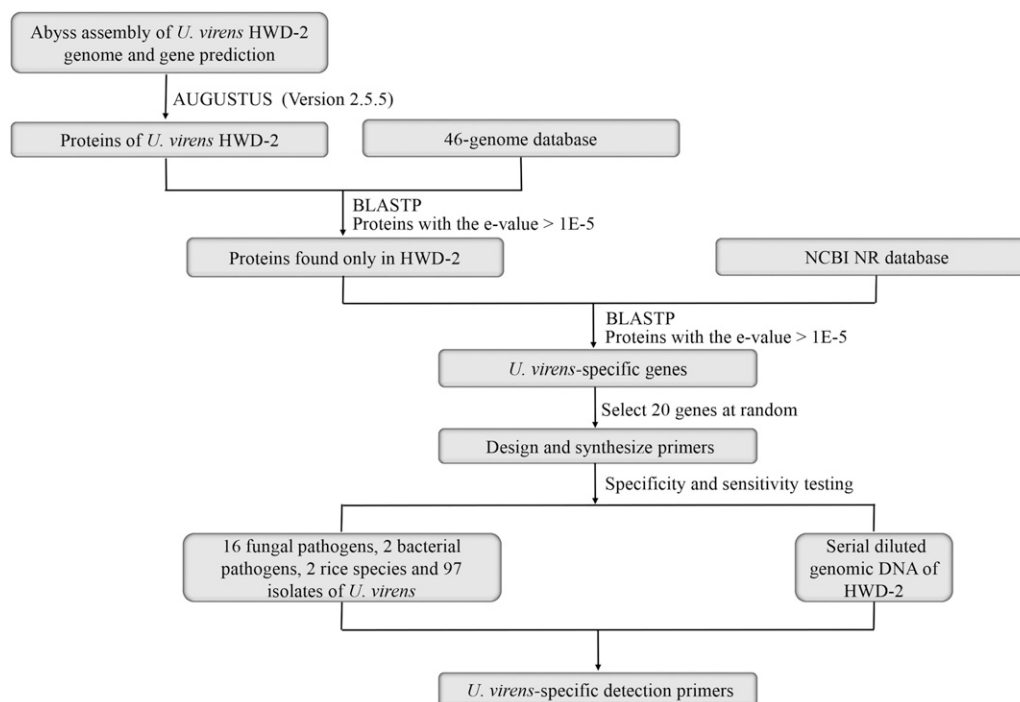 Abyss assembly of U. virens HWD-2
genome and gene prediction
AUGUSTUS (Version 2.5.5)
Proteins of U. virens HWD-2
46-genome database
BLASTP
Proteins with the e-value > 1E-5
Proteins found only in HWD-2
NCBI NR database
BLASTP
Proteins with the e-value > 1E-5
U. virens-specific genes
Select 20 genes at random
Design and synthesize primers
Specificity and sensitivity testing
16 fungal pathogens, 2 bacterial
pathogens, 2 rice species and 97
isolates of U. virens
Serial diluted
genomic DNA of
HWD-2
U. virens-specific detection primers